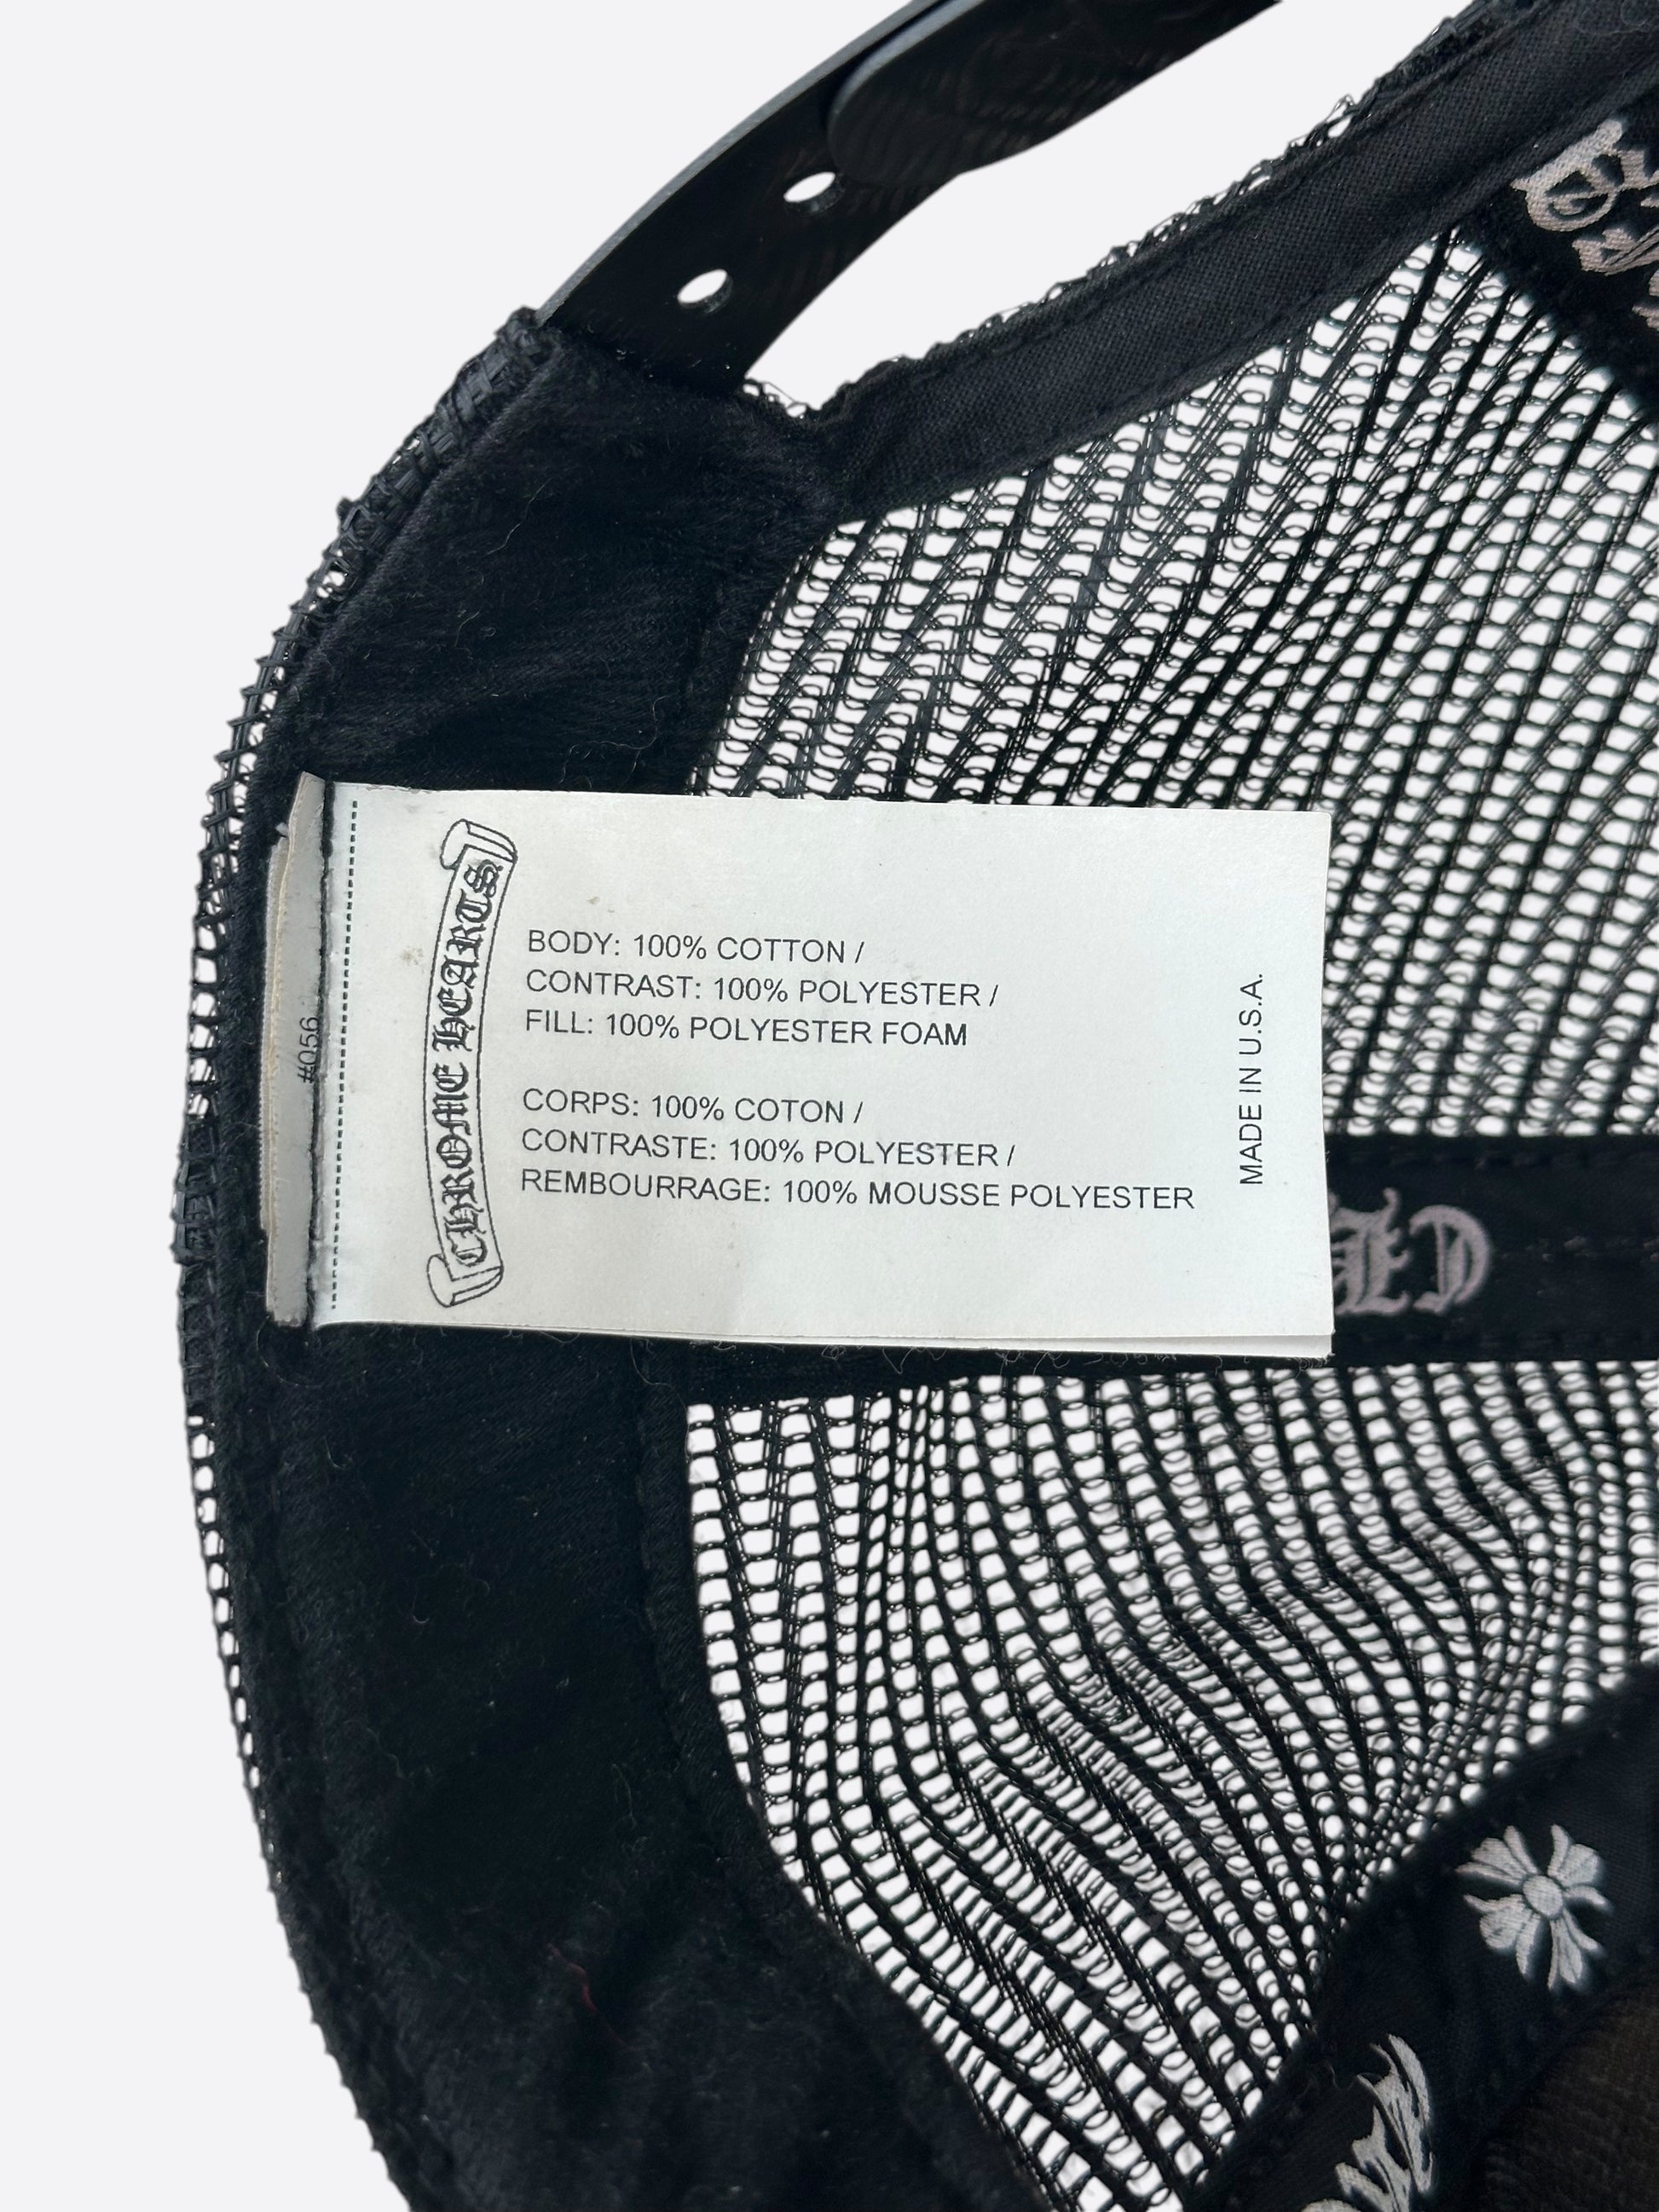 CHROME HEARTS
BODY: 100% COTTON /
CONTRAST: 100% POLYESTER /
FILL: 100% POLYESTER FOAM
CORPS: 100% COTON /
CONTRASTE: 100% POLYESTER /
REMBOURRAGE: 100% MOUSSE POLYESTER
MADE IN U.S.A.
#056